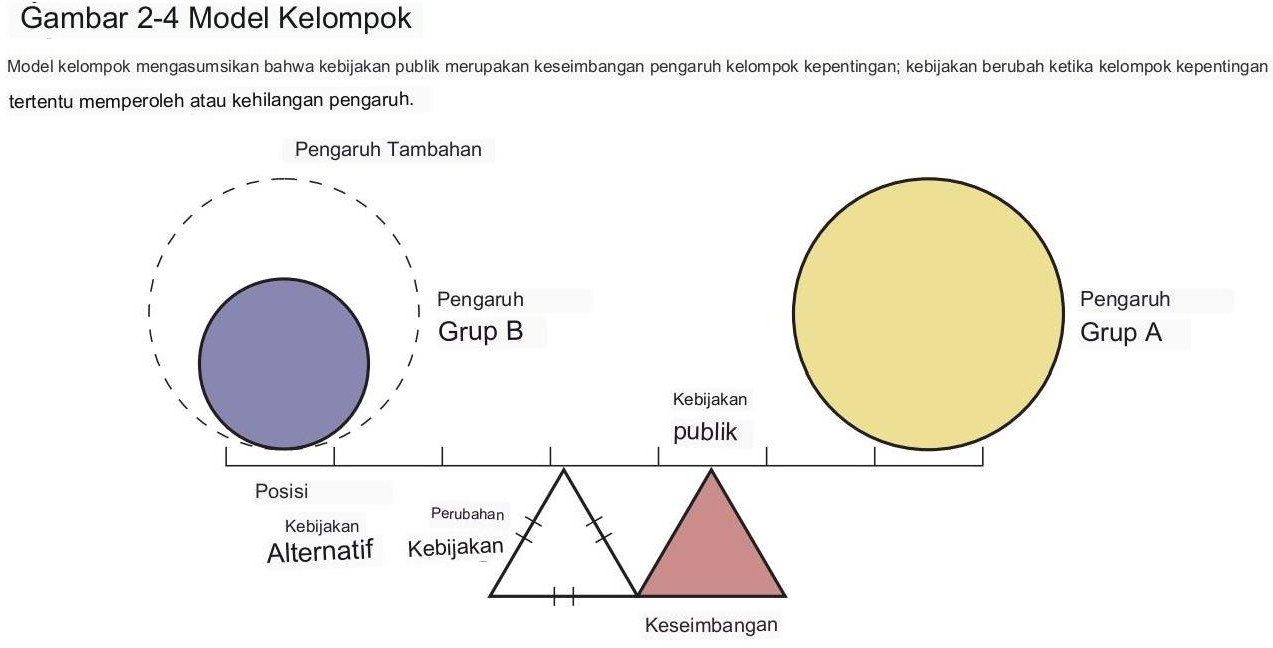 Gambar 2-4 Model Kelompok
Model kelompok mengasumsikan bahwa kebijakan publik merupakan keseimbangan pengaruh kelompok kepentingan; kebijakan berubah ketika kelompok kepentingan
tertentu memperoleh atau kehilangan pengaruh.
Pengaruh Tambahan
Pengaruh
Grup B
Pengaruh
Grup A
Kebijakan
publik
Posisi
Kebijakan
Alternatif
Perubahan
Kebijakan
Keseimbangan